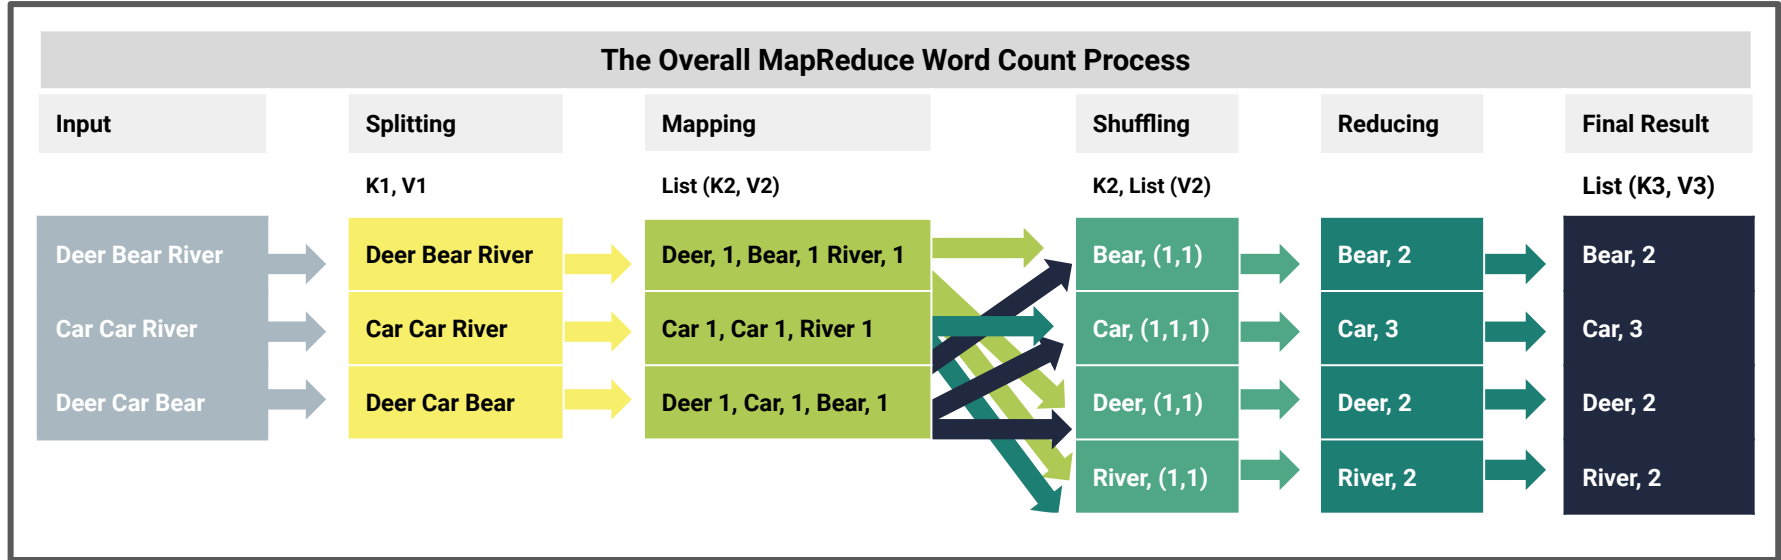 The Overall MapReduce Word Count Process
Input
Splitting
Mapping
Shuffling
Reducing
Final Result
K1, V1
List (K2, V2)
K2, List (V2)
List (K3, V3)
Deer Bear River
Car Car River
Deer Car Bear
Deer Bear River
Car Car River
Deer Car Bear
Deer, 1, Bear, 1 River, 1
Car 1, Car 1, River 1
Deer 1, Car, 1, Bear, 1
Bear, (1,1)
Car, (1,1,1)
Deer, (1,1)
River, (1,1)
Bear, 2
Car, 3
Deer, 2
River, 2
Bear, 2
Car, 3
Deer, 2
River, 2